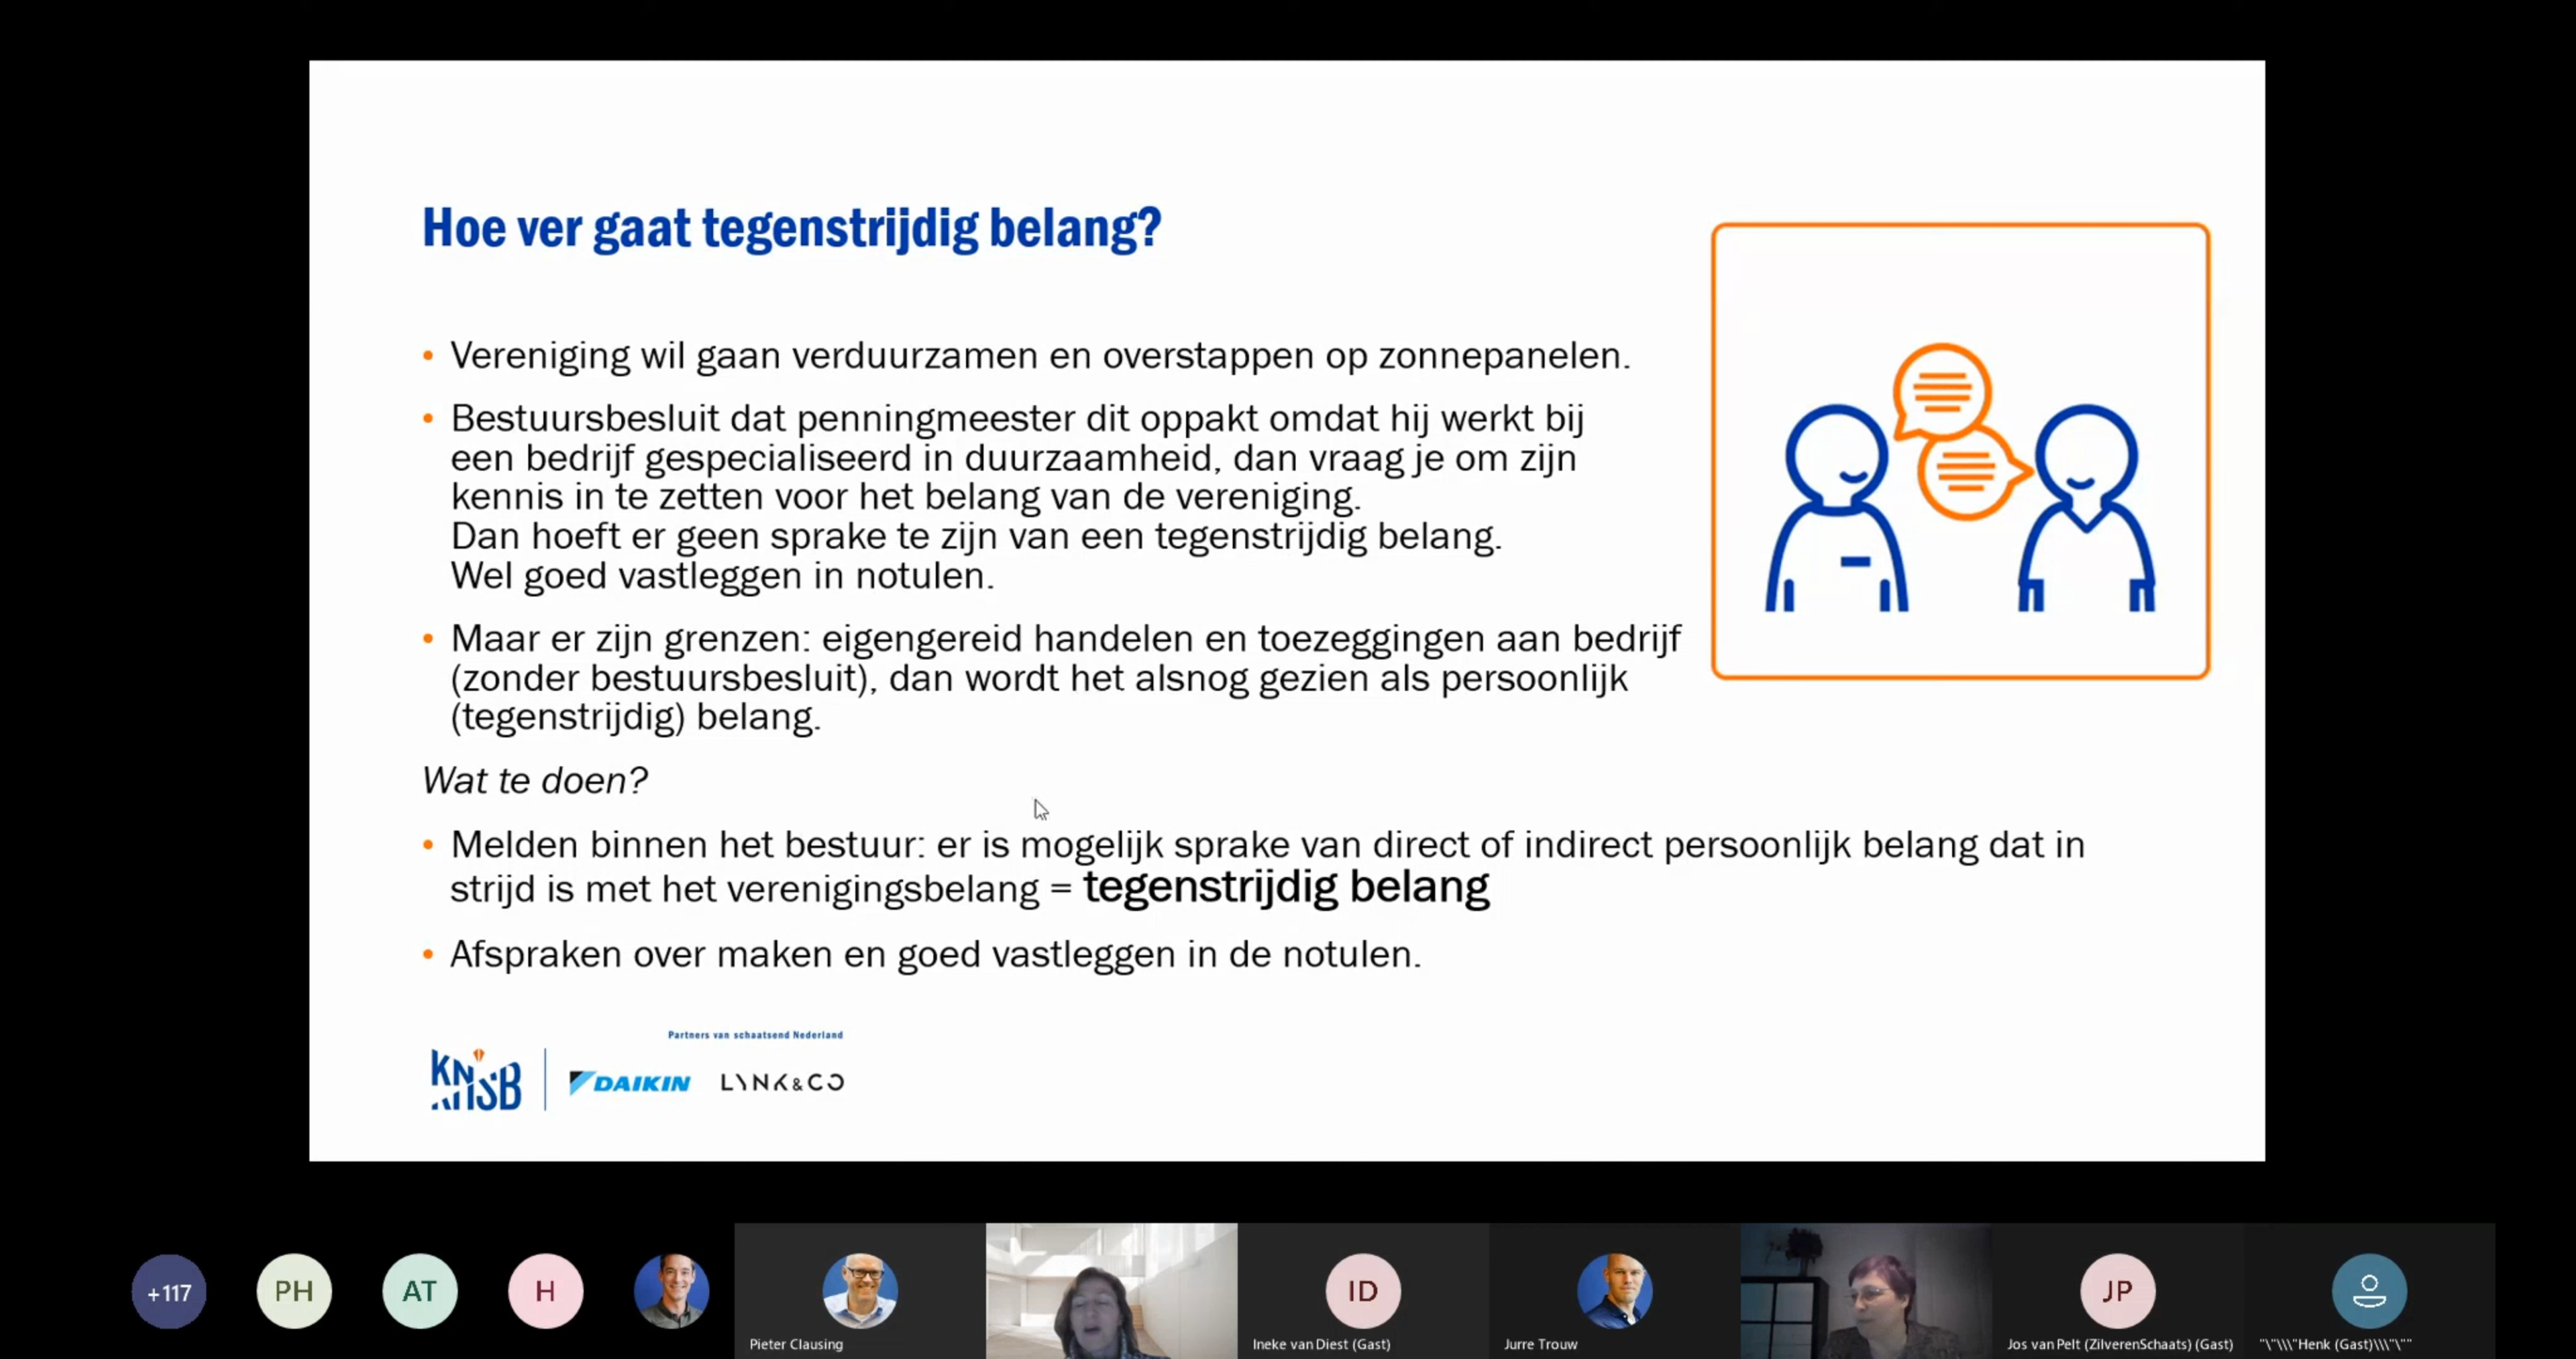 Hoe ver gaat tegenstrijdig belang?
• Vereniging wil gaan verduurzamen en overstappen op zonnepanelen.
• Bestuursbesluit dat penningmeester dit oppakt omdat hij werkt bij
een bedrijf gespecialiseerd in duurzaamheid, dan vraag je om zijn
kennis in te zetten voor het belang van de vereniging.
Dan hoeft er geen sprake te zijn van een tegenstrijdig belang.
Wel goed vastleggen in notulen.
• Maar er zijn grenzen: eigengereid handelen en toezeggingen aan bedrijf
(zonder bestuursbesluit), dan wordt het alsnog gezien als persoonlijk
(tegenstrijdig) belang.
Wat te doen?
• Melden binnen het bestuur: er is mogelijk sprake van direct of indirect persoonlijk belang dat in
strijd is met het verenigingsbelang = tegenstrijdig belang
• Afspraken over maken en goed vastleggen in de notulen.
Partners van schaatsend Nederland
KNSB
DAIKIN
LYNK&CO
+117
PH
AT
H
Pieter Clausing
ID
Ineke van Diest (Gast)
Jurre Trouw
JP
Jos van Pelt (ZilverenSchaats) (Gast)
"\"\\\"Henk (Gast)\\\\"\""